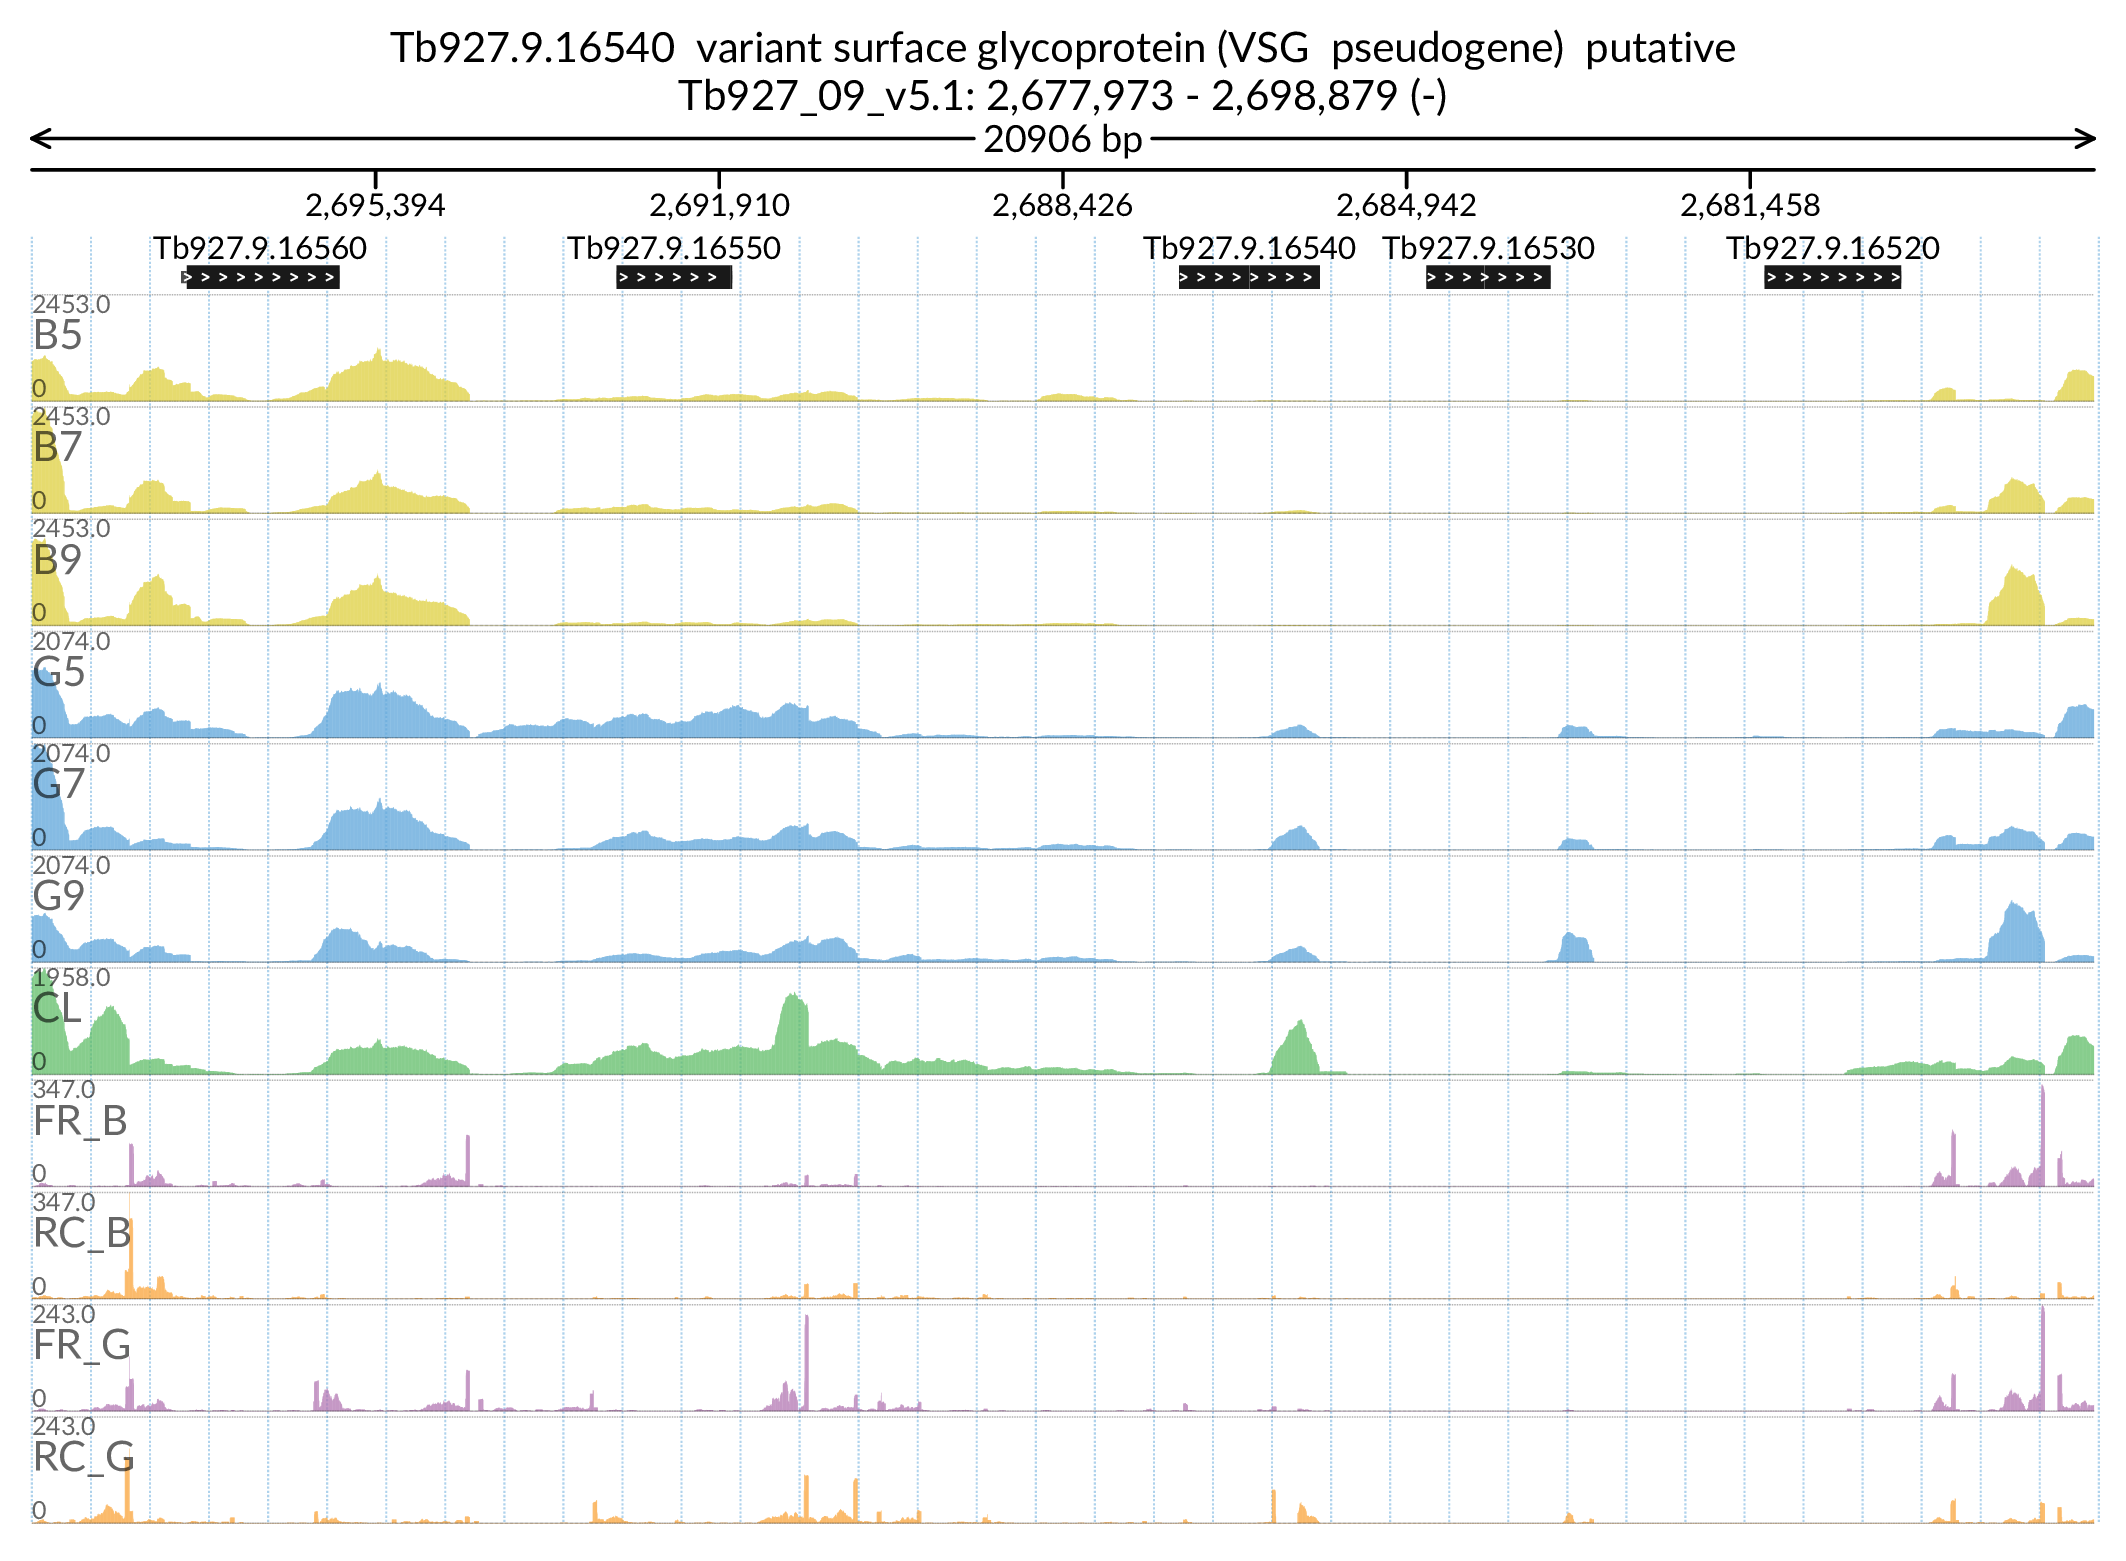 Tb927.9.16540 variant surface glycoprotein (VSG pseudogene) putative
Tb927_09_v5.1: 2,677,973 - 2,698,879 (-)
20906 bp
2,695,394 2,691,910 2,688,426 2,684,942 2,681,458
Tb927.9.16560 Tb927.9.16550 Tb927.9.16540 Tb927.9.16530 Tb927.9.16520
2453.0
B5
0
2453.0
B7
0
2453.0
B9
0
2074.0
G5
0
2074.0
G7
0
2074.0
G9
0
1958.0
CL
0
347.0
FR_B
0
347.0
RC_B
0
243.0
FR_G
0
243.0
RC_G
0